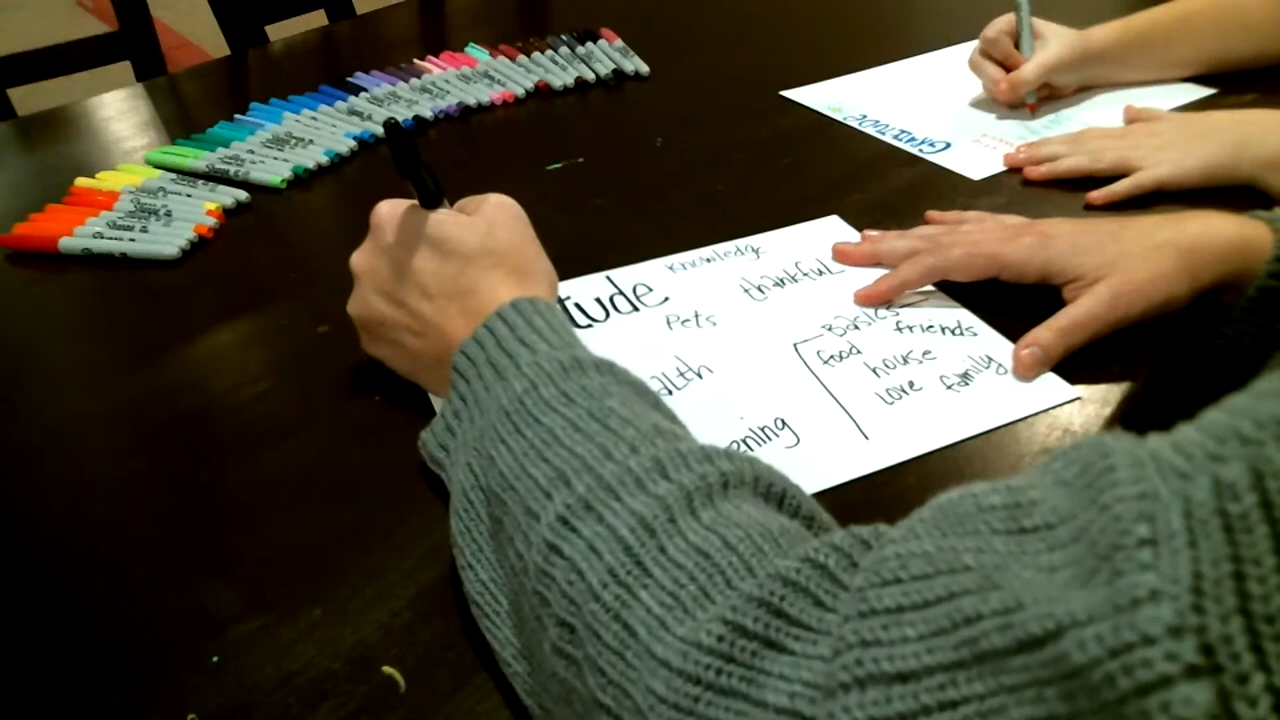 Knowledge
tude
thankful
Pets
Basics
food friends
house
love family
alth
ening
GRATITUDE